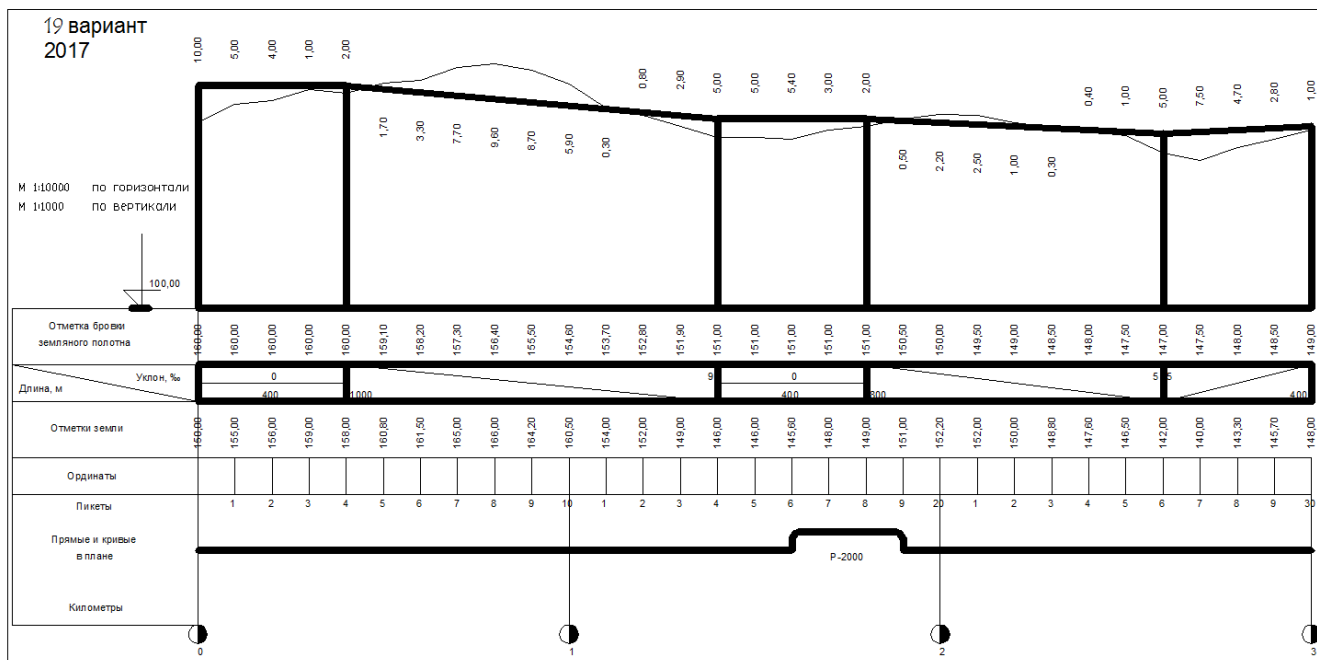 19 вариант
2017
10,00 5,00 4,00 1,00 2,00 0,80 2,90 5,00 5,00 5,40 3,00 2,00 0,40 1,00 5,00 7,50 4,70 2,80 1,00
1,70 3,30 7,70 9,60 8,70 5,90 0,30 0,50 2,20 2,50 1,00 0,30
М 1:10000 по горизонтали
М 1:1000 по вертикали
100,00
Отметка бровки
земляного полотна
160,00 160,00 160,00 160,00 160,00 159,10 158,20 157,30 156,40 155,50 154,60 153,70 152,80 151,90 151,00 151,00 151,00 151,00 151,00 150,50 150,00 149,50 149,00 148,50 148,00 147,50 147,00 147,50 148,00 148,50 149,00
Уклон, ‰ 0 9 0 5 5
Длина, м 400 1000 400 800 400
Отметки земли
150,00 155,00 156,00 159,00 158,00 160,80 161,50 165,00 166,00 164,20 160,50 154,00 152,00 149,00 146,00 146,00 145,60 148,00 149,00 151,00 152,20 152,00 150,00 148,80 147,60 146,50 142,00 140,00 143,30 145,70 148,00
Ординаты
Пикеты 1 2 3 4 5 6 7 8 9 10 1 2 3 4 5 6 7 8 9 20 1 2 3 4 5 6 7 8 9 30
Прямые и кривые
в плане
Р-2000
Километры
0 1 2 3